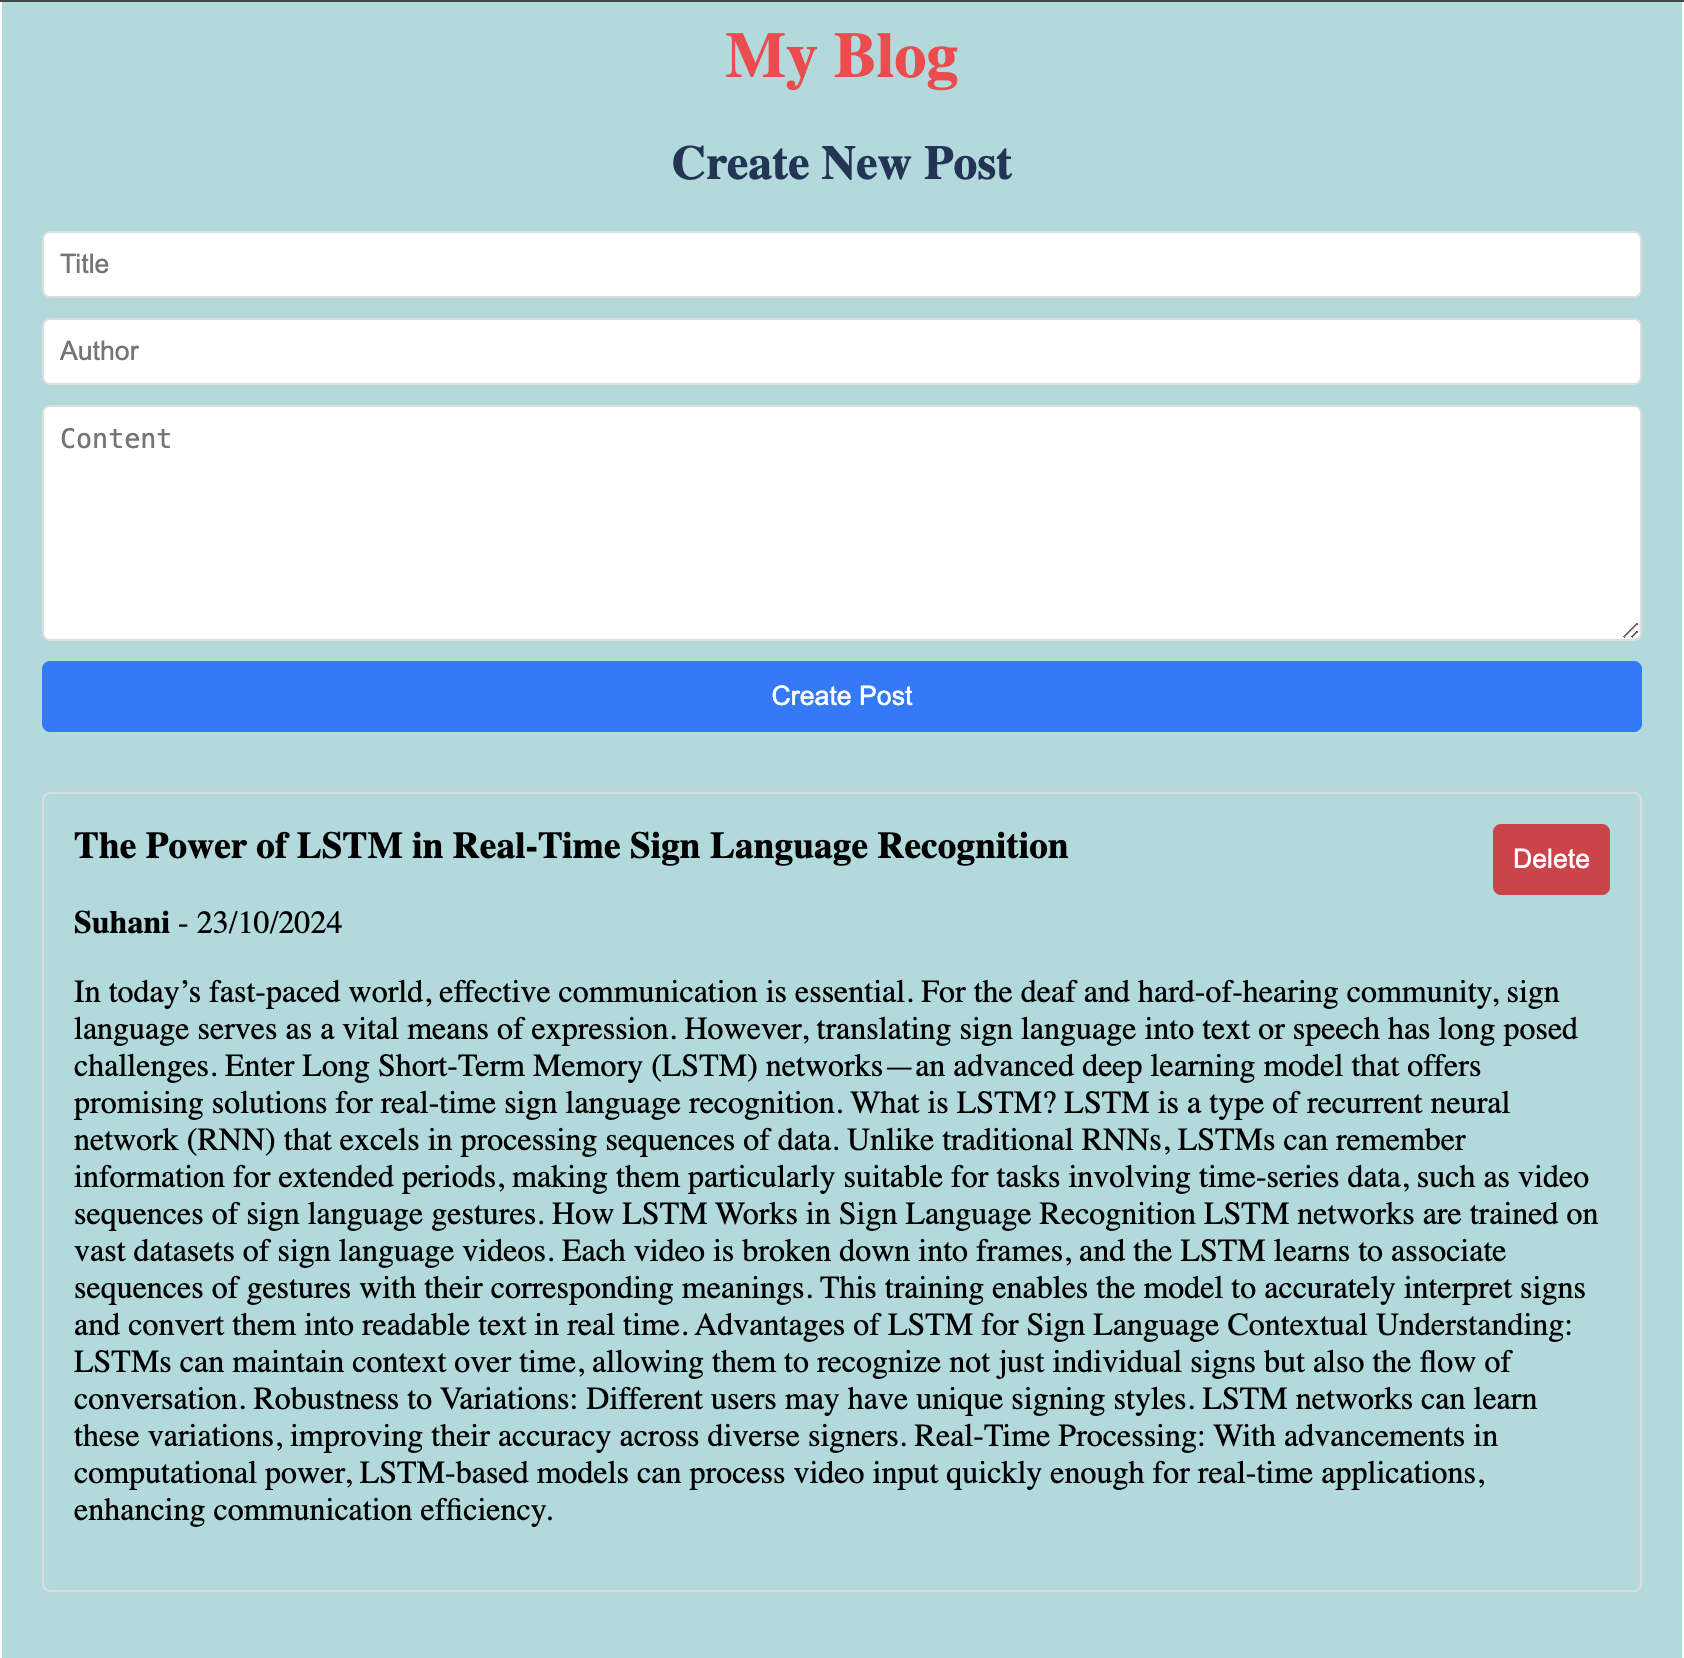 My Blog
Create New Post
Title
Author
Content
Create Post
The Power of LSTM in Real-Time Sign Language Recognition
Delete
Suhani - 23/10/2024
In today’s fast-paced world, effective communication is essential. For the deaf and hard-of-hearing community, sign
language serves as a vital means of expression. However, translating sign language into text or speech has long posed
challenges. Enter Long Short-Term Memory (LSTM) networks—an advanced deep learning model that offers
promising solutions for real-time sign language recognition. What is LSTM? LSTM is a type of recurrent neural
network (RNN) that excels in processing sequences of data. Unlike traditional RNNs, LSTMs can remember
information for extended periods, making them particularly suitable for tasks involving time-series data, such as video
sequences of sign language gestures. How LSTM Works in Sign Language Recognition LSTM networks are trained on
vast datasets of sign language videos. Each video is broken down into frames, and the LSTM learns to associate
sequences of gestures with their corresponding meanings. This training enables the model to accurately interpret signs
and convert them into readable text in real time. Advantages of LSTM for Sign Language Contextual Understanding:
LSTMs can maintain context over time, allowing them to recognize not just individual signs but also the flow of
conversation. Robustness to Variations: Different users may have unique signing styles. LSTM networks can learn
these variations, improving their accuracy across diverse signers. Real-Time Processing: With advancements in
computational power, LSTM-based models can process video input quickly enough for real-time applications,
enhancing communication efficiency.